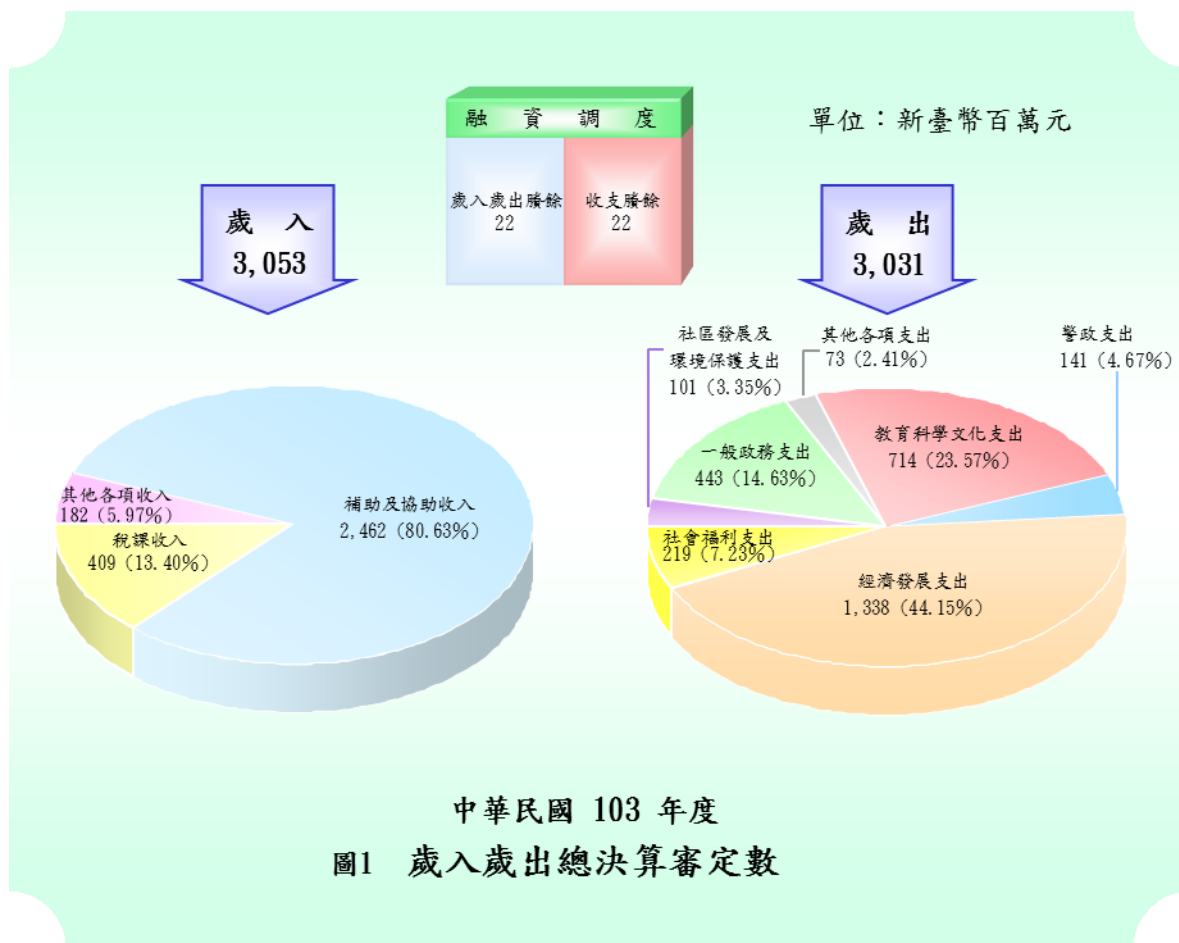 融資調度
單位：新臺幣百萬元
歲入歲出賸餘
22
收支賸餘
22
歲入
3,053
歲出
3,031
其他各項收入
182 (5.97%)
稅課收入
409 (13.40%)
補助及協助收入
2,462 (80.63%)
社區發展及
環境保護支出
101 (3.35%)
其他各項支出
73 (2.41%)
警政支出
141 (4.67%)
一般政務支出
443 (14.63%)
教育科學文化支出
714 (23.57%)
社會福利支出
219 (7.23%)
經濟發展支出
1,338 (44.15%)
中華民國 103 年度
圖1 歲入歲出總決算審定數